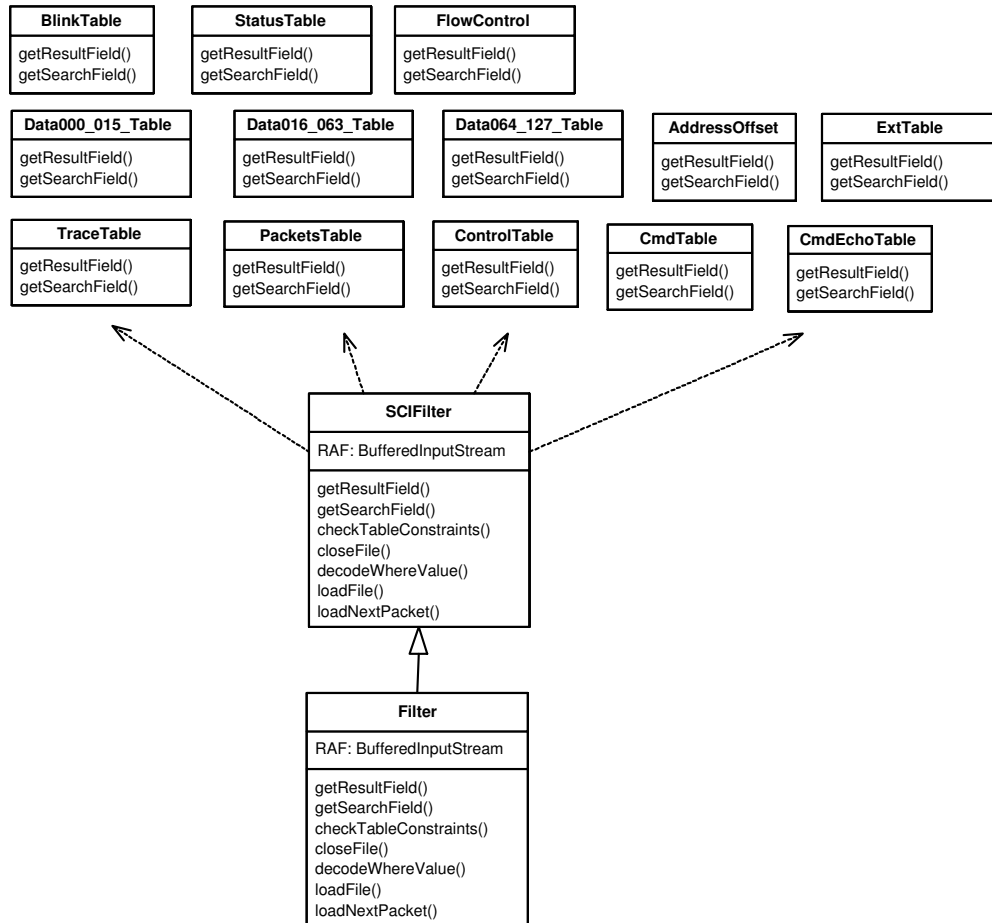 BlinkTable
getResultField()
getSearchField()
StatusTable
getResultField()
getSearchField()
FlowControl
getResultField()
getSearchField()
Data000_015_Table
getResultField()
getSearchField()
Data016_063_Table
getResultField()
getSearchField()
Data064_127_Table
getResultField()
getSearchField()
AddressOffset
getResultField()
getSearchField()
ExtTable
getResultField()
getSearchField()
TraceTable
getResultField()
getSearchField()
PacketsTable
getResultField()
getSearchField()
ControlTable
getResultField()
getSearchField()
CmdTable
getResultField()
getSearchField()
CmdEchoTable
getResultField()
getSearchField()
SCIFilter
RAF: BufferedInputStream
getResultField()
getSearchField()
checkTableConstraints()
closeFile()
decodeWhereValue()
loadFile()
loadNextPacket()
Filter
RAF: BufferedInputStream
getResultField()
getSearchField()
checkTableConstraints()
closeFile()
decodeWhereValue()
loadFile()
loadNextPacket()